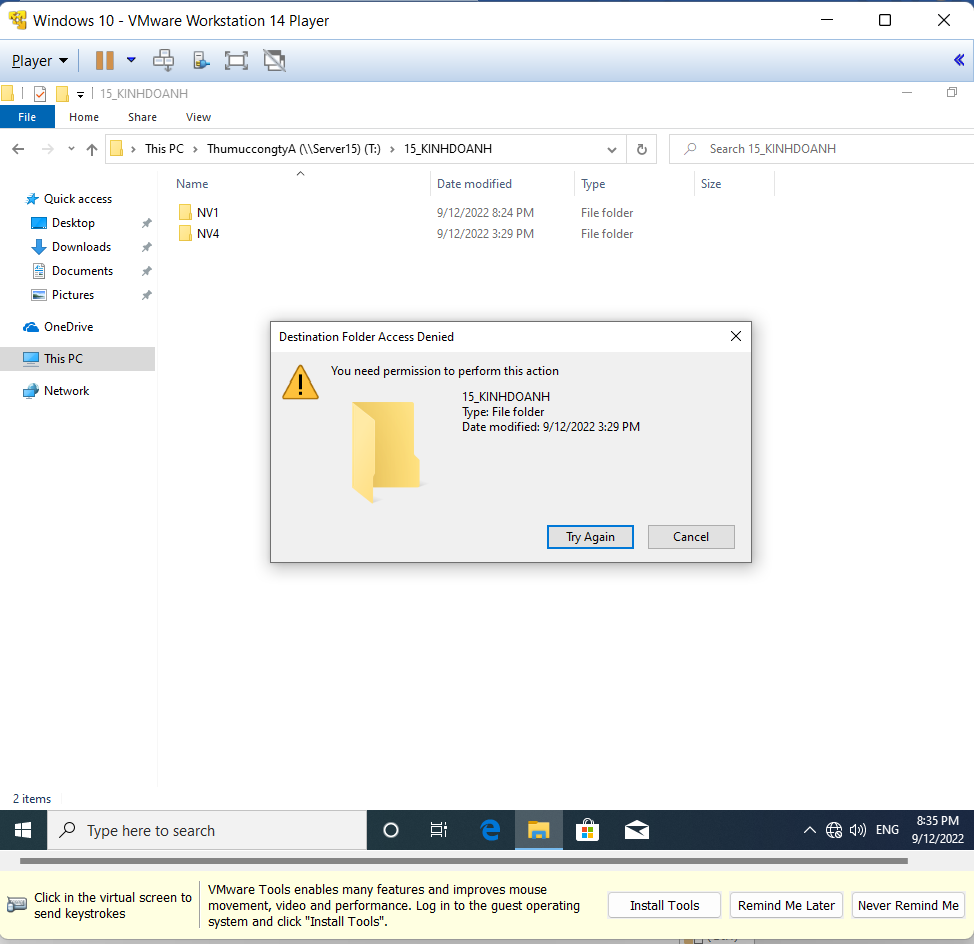 Windows 10 - VMware Workstation 14 Player
Player
15_KINHDOANH
File Home Share View
This PC ThumuccongtyA (\\Server15) (T:) 15_KINHDOANH
Search 15_KINHDOANH
Name Date modified Type Size
Quick access
Desktop
Downloads
Documents
Pictures
OneDrive
This PC
Network
NV1 9/12/2022 8:24 PM File folder
NV4 9/12/2022 3:29 PM File folder
Destination Folder Access Denied
You need permission to perform this action
15_KINHDOANH
Type: File folder
Date modified: 9/12/2022 3:29 PM
Try Again Cancel
2 items
Type here to search
ENG
8:35 PM
9/12/2022
Click in the virtual screen to
send keystrokes
VMware Tools enables many features and improves mouse
movement, video and performance. Log in to the guest operating
system and click "Install Tools".
Install Tools Remind Me Later Never Remind Me